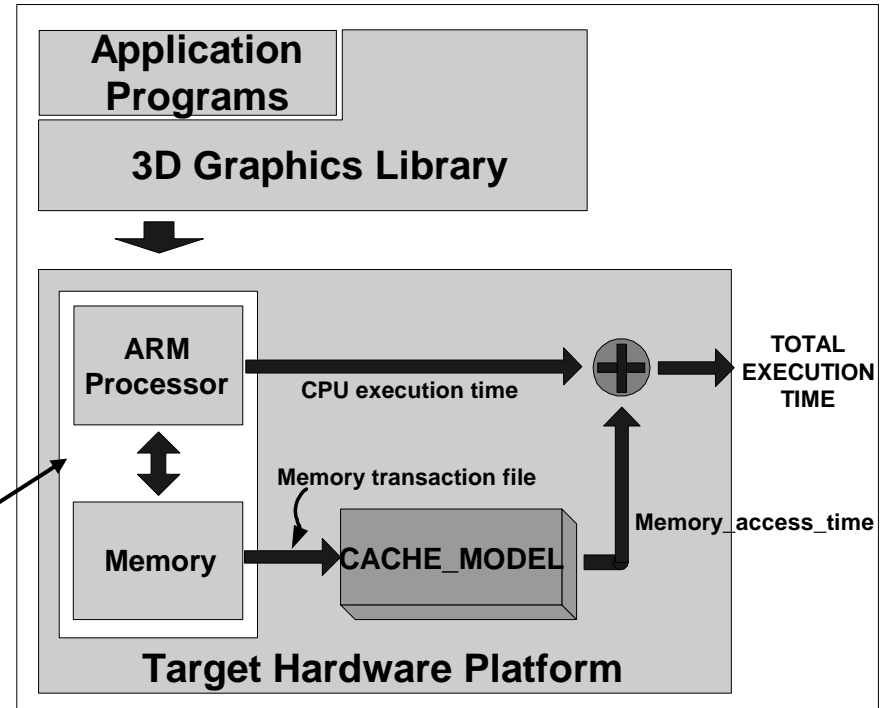 Application
Programs
3D Graphics Library
ARM
Processor
CPU execution time
TOTAL
EXECUTION
TIME
Memory transaction file
Memory
CACHE_MODEL
Memory_access_time
Target Hardware Platform